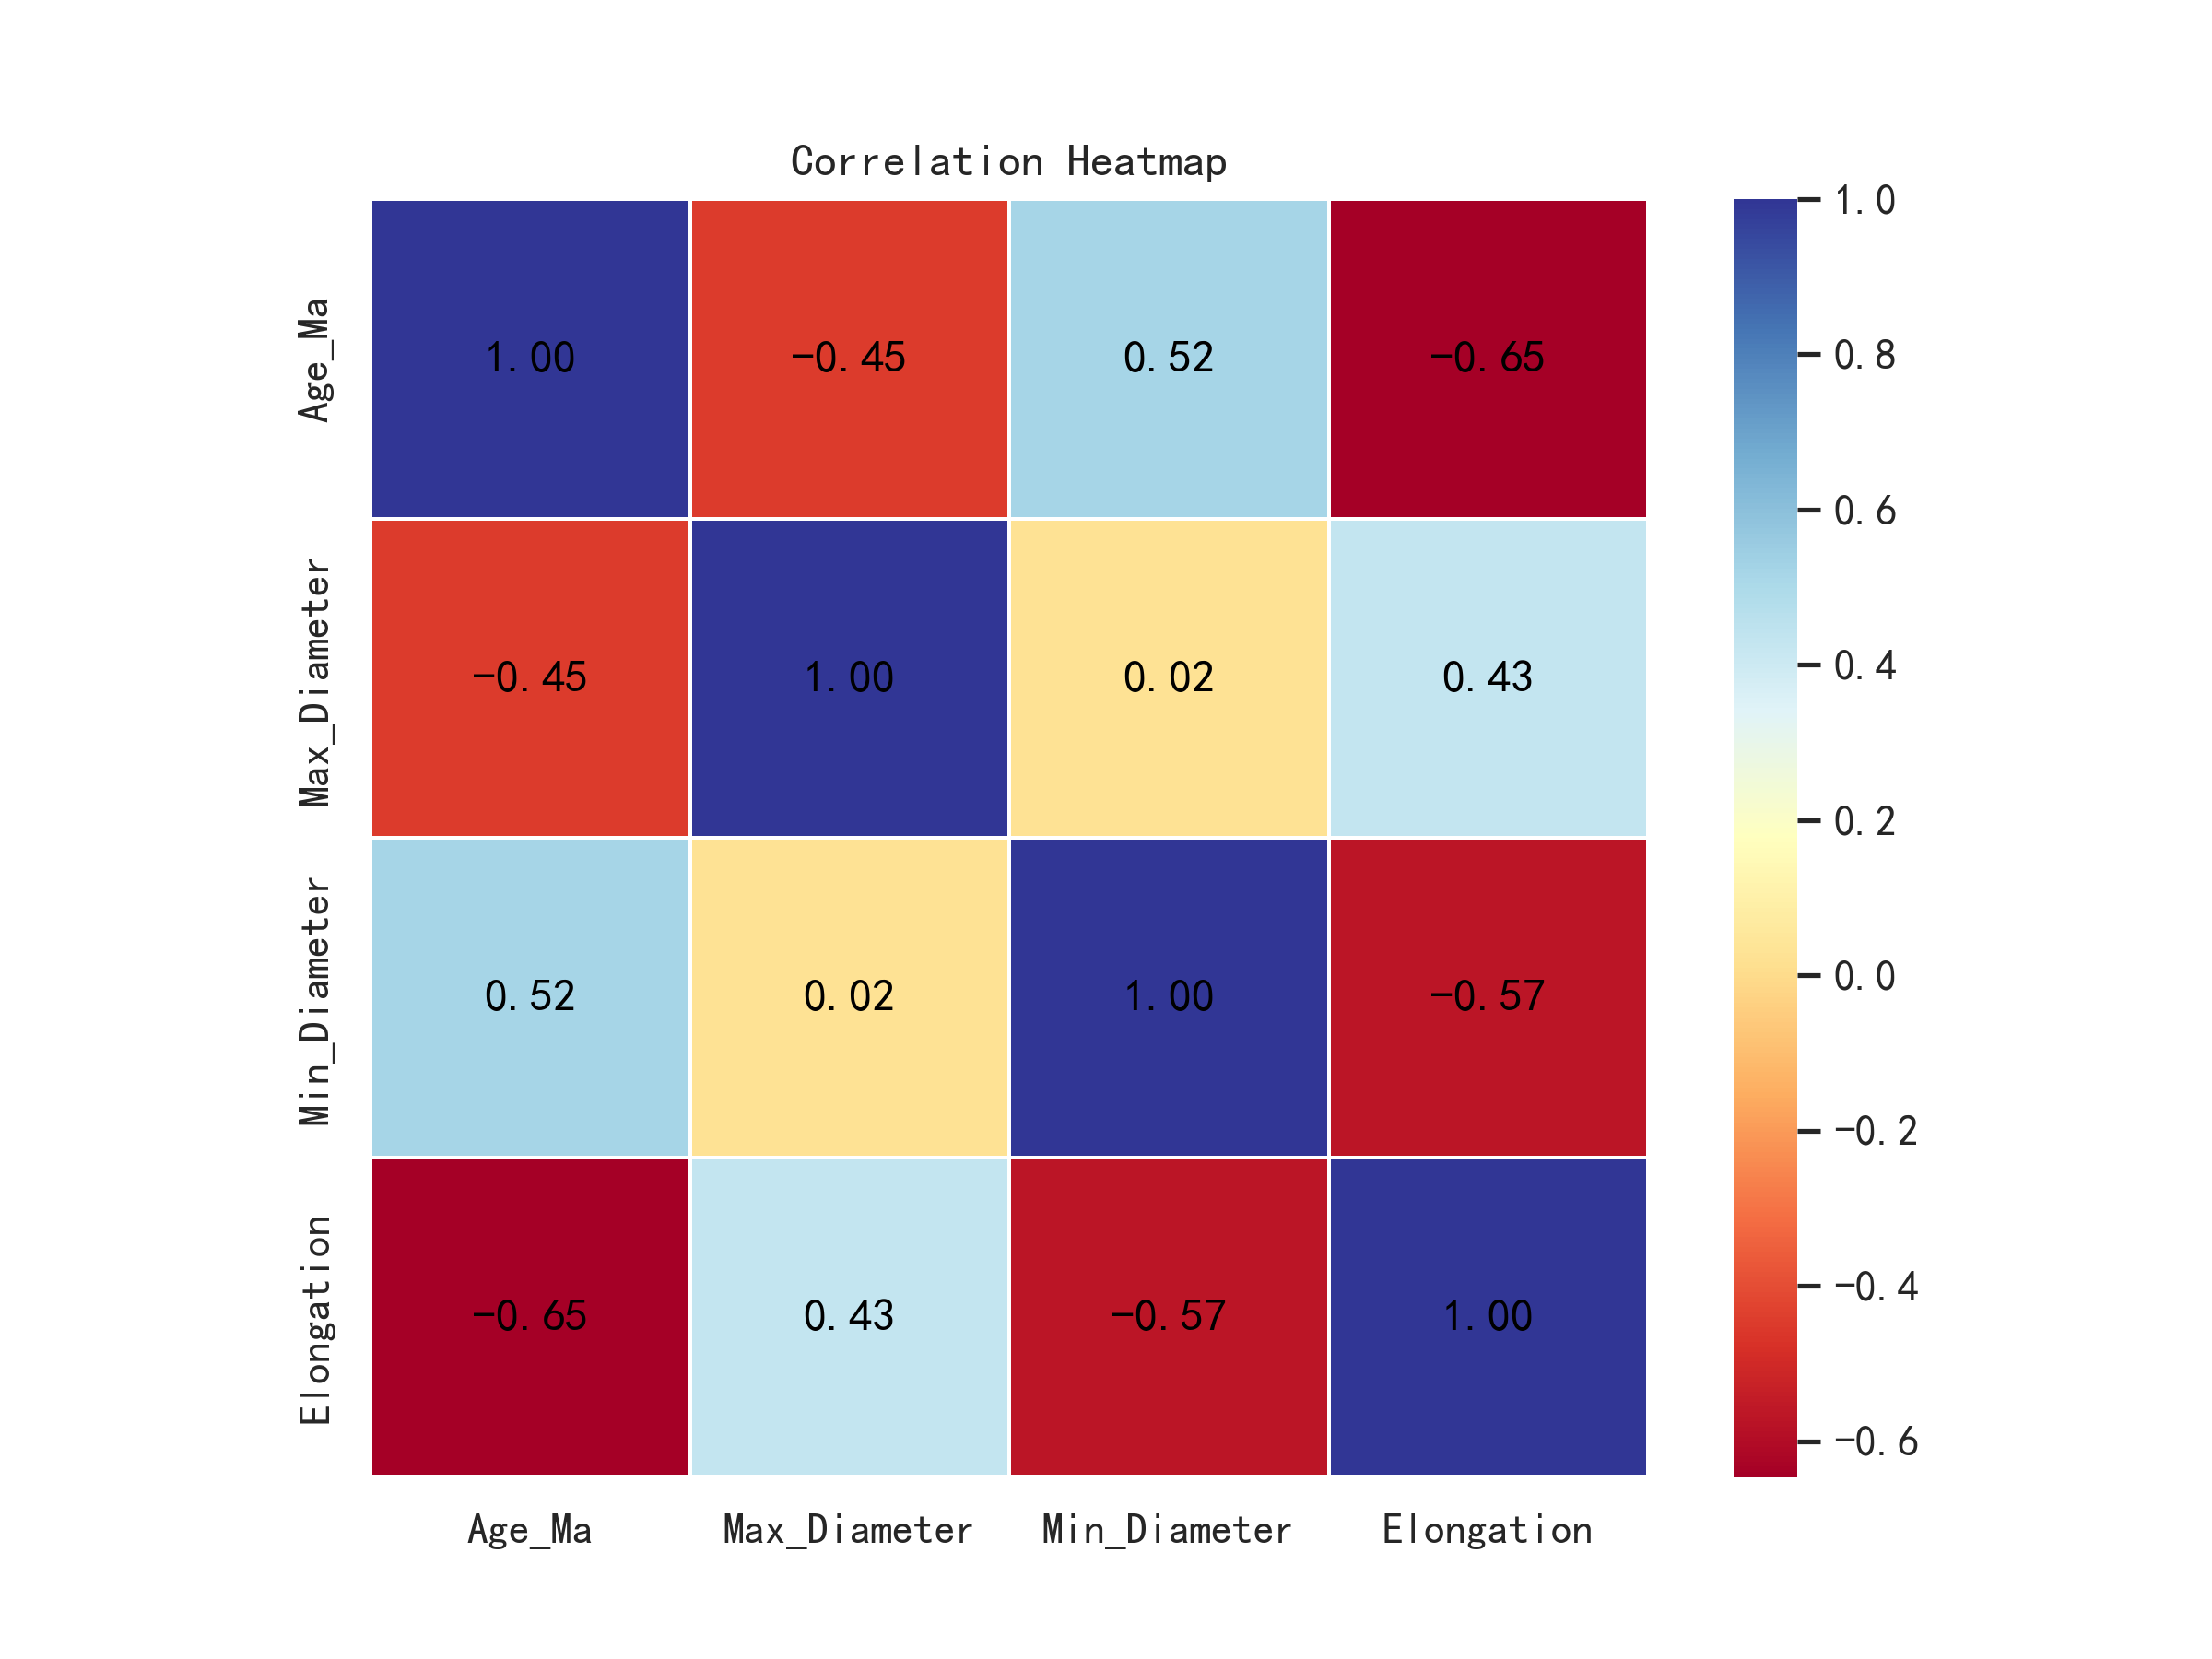 Correlation Heatmap
Age_Ma
1.00 -0.45 0.52 -0.65
Max_Diameter
-0.45 1.00 0.02 0.43
Min_Diameter
0.52 0.02 1.00 -0.57
Elongation
-0.65 0.43 -0.57 1.00
Age_Ma Max_Diameter Min_Diameter Elongation
1.0
0.8
0.6
0.4
0.2
0.0
-0.2
-0.4
-0.6